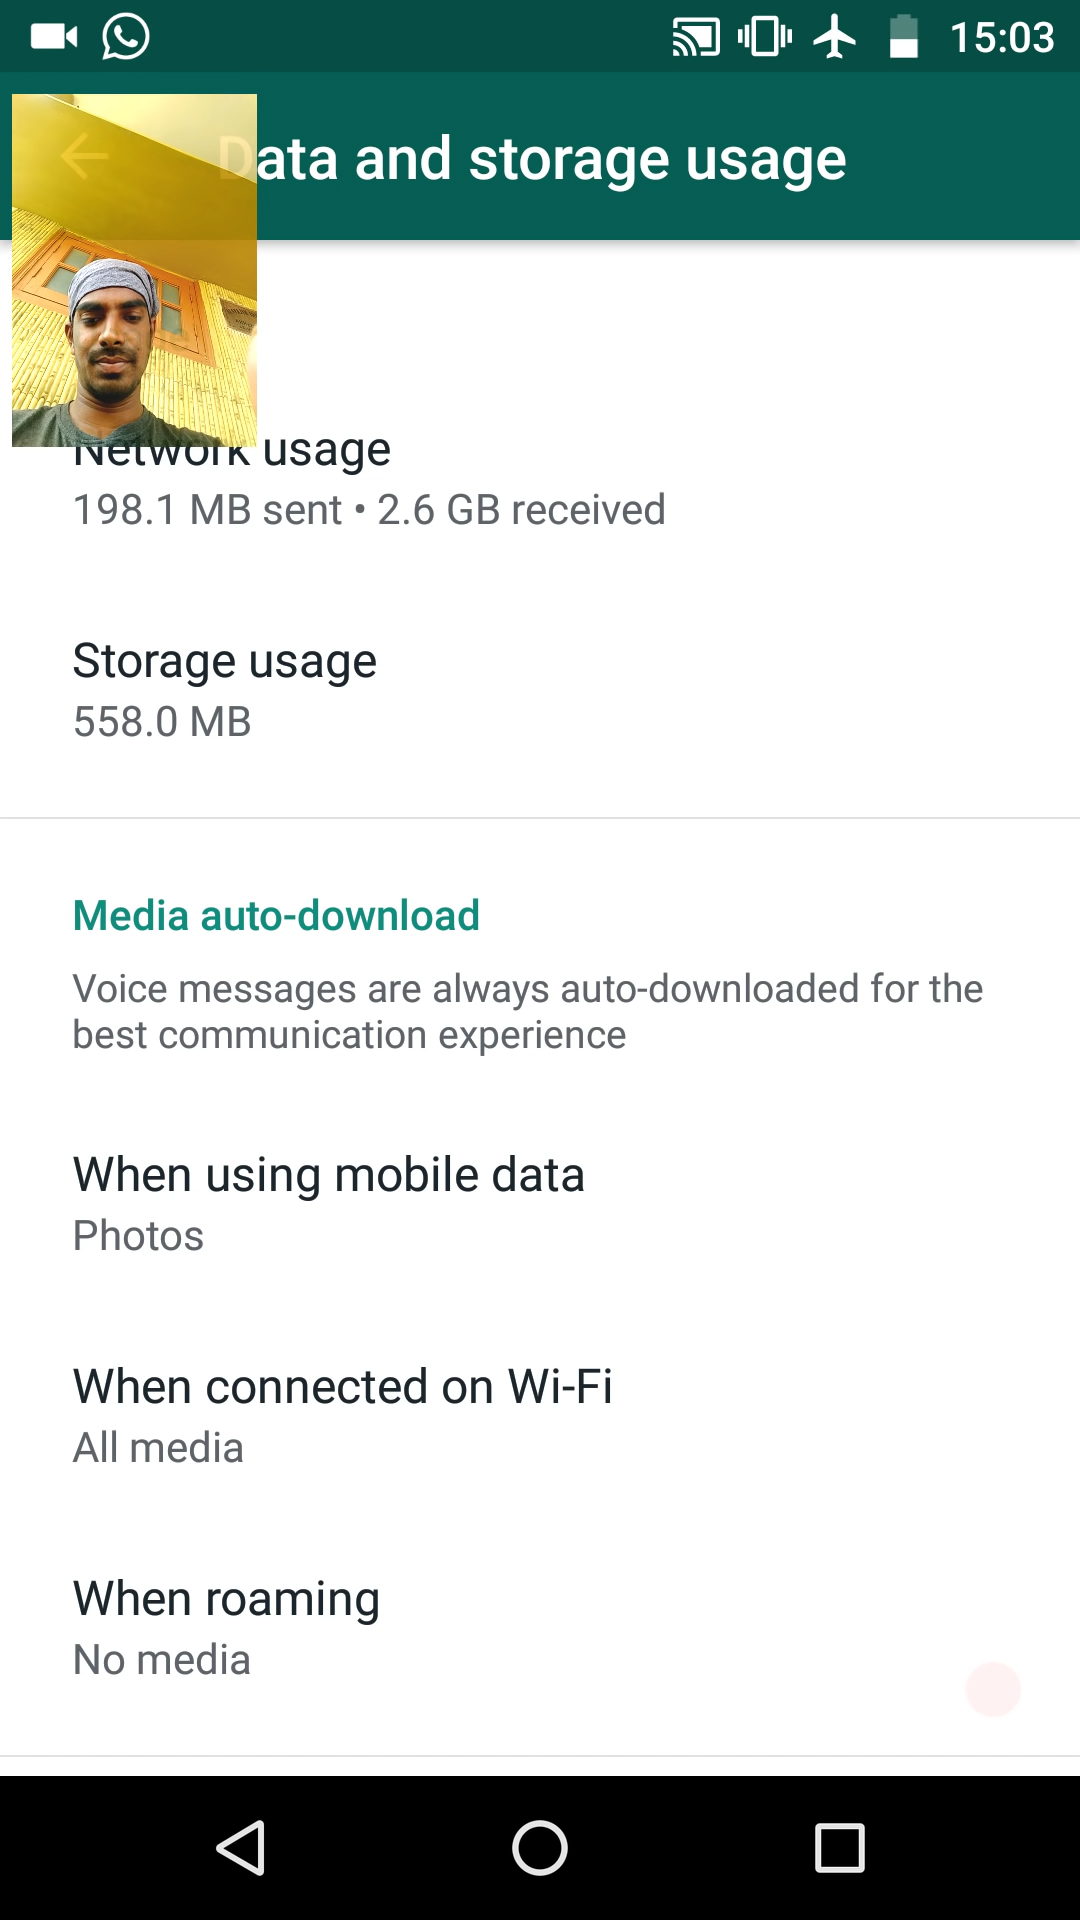 15:03
Data and storage usage
Network usage
198.1 MB sent • 2.6 GB received
Storage usage
558.0 MB
Media auto-download
Voice messages are always auto-downloaded for the
best communication experience
When using mobile data
Photos
When connected on Wi-Fi
All media
When roaming
No media